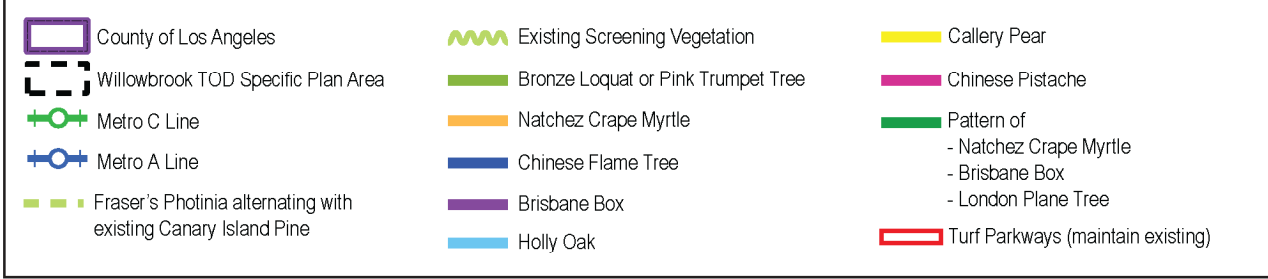 County of Los Angeles
Willowbrook TOD Specific Plan Area
Metro C Line
Metro A Line
Fraser's Photinia alternating with
existing Canary Island Pine
Existing Screening Vegetation
Bronze Loquat or Pink Trumpet Tree
Natchez Crape Myrtle
Chinese Flame Tree
Brisbane Box
Holly Oak
Callery Pear
Chinese Pistache
Pattern of
- Natchez Crape Myrtle
- Brisbane Box
- London Plane Tree
Turf Parkways (maintain existing)